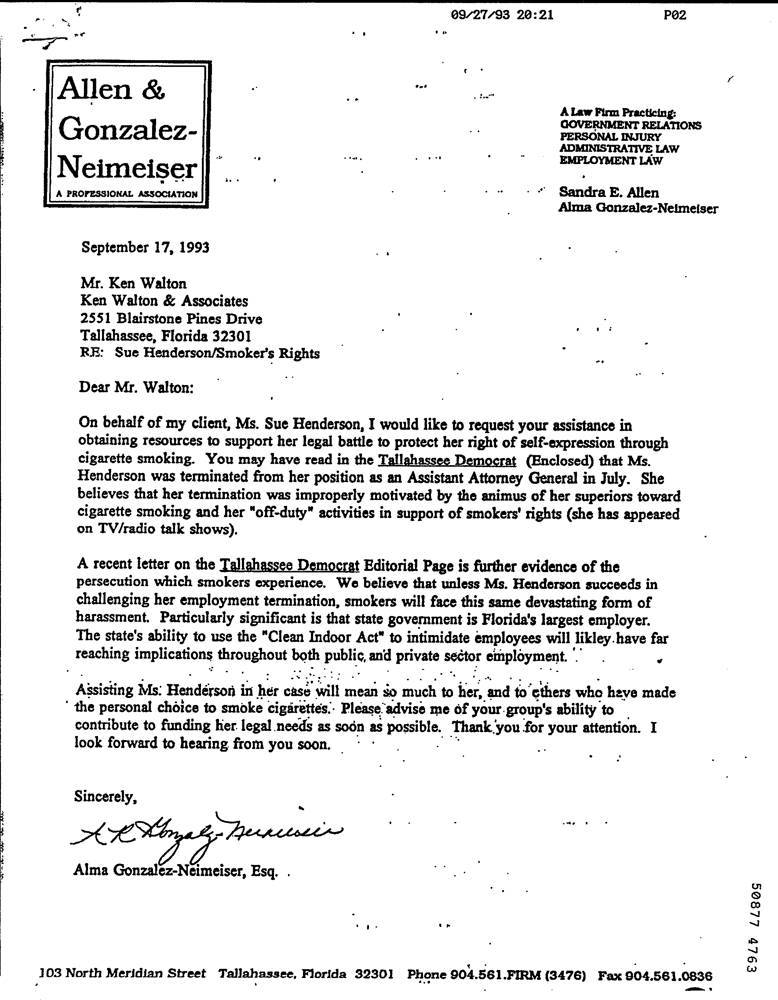 09/27/93 20:21 P02
Allen &
Gonzalez-
Neimeiser
A PROFESSIONAL ASSOCIATION
A Law Firm Practicing:
GOVERNMENT RELATIONS
PERSONAL INJURY
ADMINISTRATIVE LAW
EMPLOYMENT LAW
Sandra E. Allen
Alma Gonzalez-Neimeiser
September 17, 1993
Mr. Ken Walton
Ken Walton & Associates
2551 Blairstone Pines Drive
Tallahassee, Florida 32301
RE: Sue Henderson/Smoker's Rights
Dear Mr. Walton:
On behalf of my client, Ms. Sue Henderson, I would like to request your assistance in
obtaining resources to support her legal battle to protect her right of self-expression through
cigarette smoking. You may have read in the Tallahassee Democrat (Enclosed) that Ms.
Henderson was terminated from her position as an Assistant Attorney General in July. She
believes that her termination was improperly motivated by the animus of her superiors toward
cigarette smoking and her "off-duty" activities in support of smokers' rights (she has appeared
on TV/radio talk shows).
A recent letter on the Tallahassee Democrat Editorial Page is further evidence of the
persecution which smokers experience. We believe that unless Ms. Henderson succeeds in
challenging her employment termination, smokers will face this same devastating form of
harassment. Particularly significant is that state government is Florida's largest employer.
The state's ability to use the "Clean Indoor Act" to intimidate employees will likley have far
reaching implications throughout both public and private sector employment.
Assisting Ms. Henderson in her case will mean so much to her, and to others who have made
the personal choice to smoke cigarettes. Please advise me of your group's ability to
contribute to funding her legal needs as soon as possible. Thank you for your attention. I
look forward to hearing from you soon.
Sincerely,
A R Gonzalez-Neimeiser
Alma Gonzalez-Neimeiser, Esq.
50877 4763
103 North Meridian Street Tallahassee, Florida 32301 Phone 904.561.FIRM (3476) Fax 904.561.0836